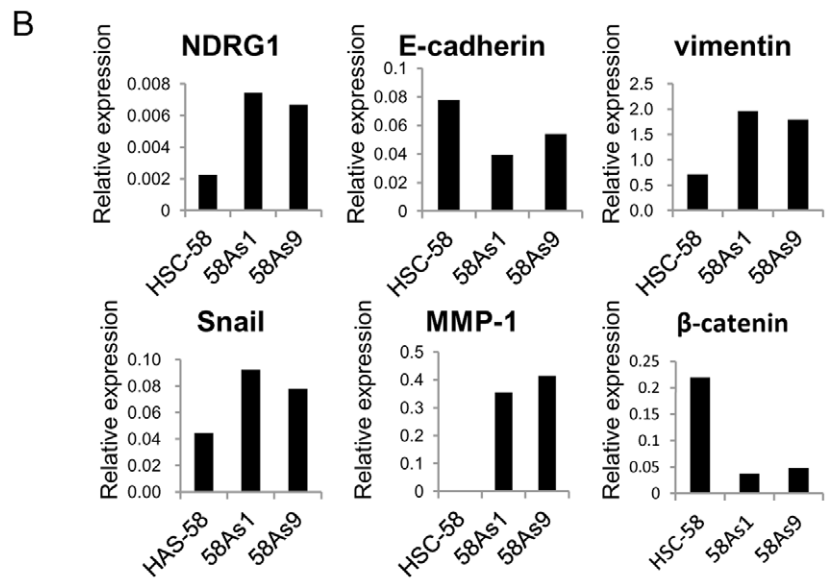 B
NDRG1
Relative expression
0.008
0.006
0.004
0.002
0
HSC-58
58As1
58As9
E-cadherin
Relative expression
0.1
0.08
0.06
0.04
0.02
0
HSC-58
58As1
58As9
vimentin
Relative expression
2.5
2.0
1.5
1.0
0.5
0.0
HSC-58
58As1
58As9
Snail
Relative expression
0.10
0.08
0.06
0.04
0.02
0.00
HAS-58
58As1
58As9
MMP-1
Relative expression
0.5
0.4
0.3
0.2
0.1
0
HSC-58
58As1
58As9
β-catenin
Relative expression
0.25
0.2
0.15
0.1
0.05
0
HSC-58
58As1
58As9